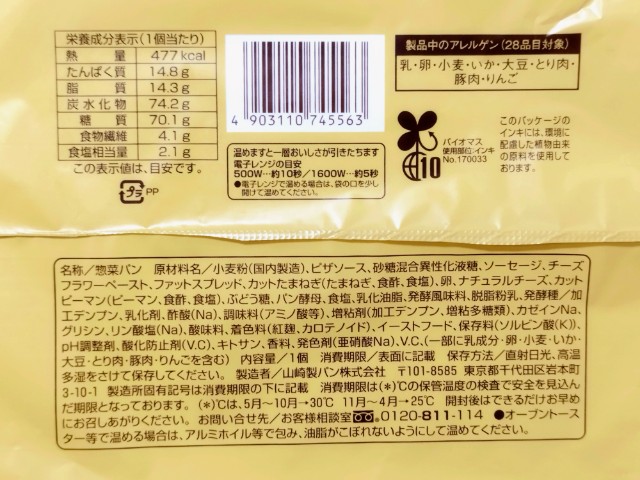 栄養成分表示(1個当たり)
熱量 477kcal
たんぱく質 14.8g
脂質 14.3g
炭水化物 74.2g
糖質 70.1g
食物繊維 4.1g
食塩相当量 2.1g
この表示値は、目安です。
プラ PP
4 903110 745563
温めますと一層おいしさが引きたちます
電子レンジの目安
500W…約10秒/1600W…約5秒
●電子レンジで温める場合は、袋の口を少し
開けて温めてください。
製品中のアレルゲン(28品目対象)
乳・卵・小麦・いか・大豆・とり肉・
豚肉・りんご
10
バイオマス
使用部位:インキ
No.170033
このパッケージの
インキには、環境に
配慮した植物由来
の原料を使用して
おります。
名称/惣菜パン 原材料名/小麦粉(国内製造)、ピザソース、砂糖混合異性化液糖、ソーセージ、チーズ
フラワーペースト、ファットスプレッド、カットたまねぎ(たまねぎ、食酢、食塩)、卵、ナチュラルチーズ、カット
ピーマン(ピーマン、食酢、食塩)、ぶどう糖、パン酵母、食塩、乳化油脂、発酵風味料、脱脂粉乳、発酵種/加
工デンプン、乳化剤、酢酸(Na)、調味料(アミノ酸等)、増粘剤(加工デンプン、増粘多糖類)、カゼインNa、
グリシン、リン酸塩(Na)、酸味料、着色料(紅麹、カロテノイド)、イーストフード、保存料(ソルビン酸(K))、
pH調整剤、酸化防止剤(V.C)、キトサン、香料、発色剤(亜硝酸Na)、V.C、(一部に乳成分・卵・小麦・いか・
大豆・とり肉・豚肉・りんごを含む) 内容量/1個 消費期限/表面に記載 保存方法/直射日光、高温
多湿をさけて保存してください。 製造者/山崎製パン株式会社 〒101-8585 東京都千代田区岩本町
3-10-1 製造所固有記号は消費期限の下に記載 消費期限は(*)℃の保管温度の検査で安全を見込ん
だ期限となっております。(*)℃は、5月〜10月→30℃ 11月〜4月→25℃ 開封後はできるだけお早め
にお召しあがりください。 お問い合せ先/お客様相談室 0120-811-114 ●オーブントース
ター等で温める場合は、アルミホイル等で包み、油脂がこぼれないようにして温めてください。